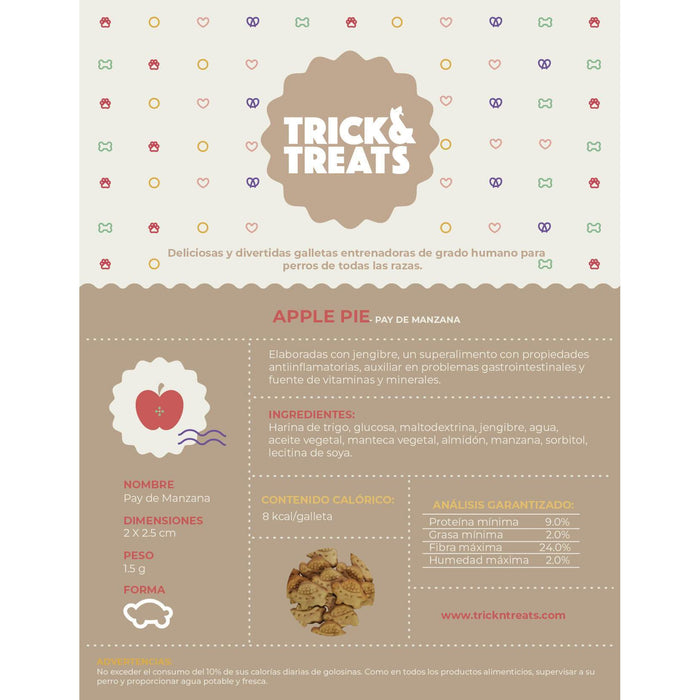 TRICK&
TREATS
Deliciosas y divertidas galletas entrenadoras de grado humano para
perros de todas las razas.
APPLE PIE- PAY DE MANZANA
Elaboradas con jengibre, un superalimento con propiedades
antiinflamatorias, auxiliar en problemas gastrointestinales y
fuente de vitaminas y minerales.
INGREDIENTES:
Harina de trigo, glucosa, maltodextrina, jengibre, agua,
aceite vegetal, manteca vegetal, almidón, manzana, sorbitol,
lecitina de soya.
NOMBRE
Pay de Manzana
DIMENSIONES
2 X 2.5 cm
PESO
1.5 g
FORMA
CONTENIDO CALÓRICO:
8 kcal/galleta
ANÁLISIS GARANTIZADO:
Proteína mínima 9.0%
Grasa mínima 2.0%
Fibra máxima 24.0%
Humedad máxima 2.0%
www.trickntreats.com
ADVERTENCIAS:
No exceder el consumo del 10% de sus calorías diarias de golosinas. Como en todos los productos alimenticios, supervisar a su
perro y proporcionar agua potable y fresca.